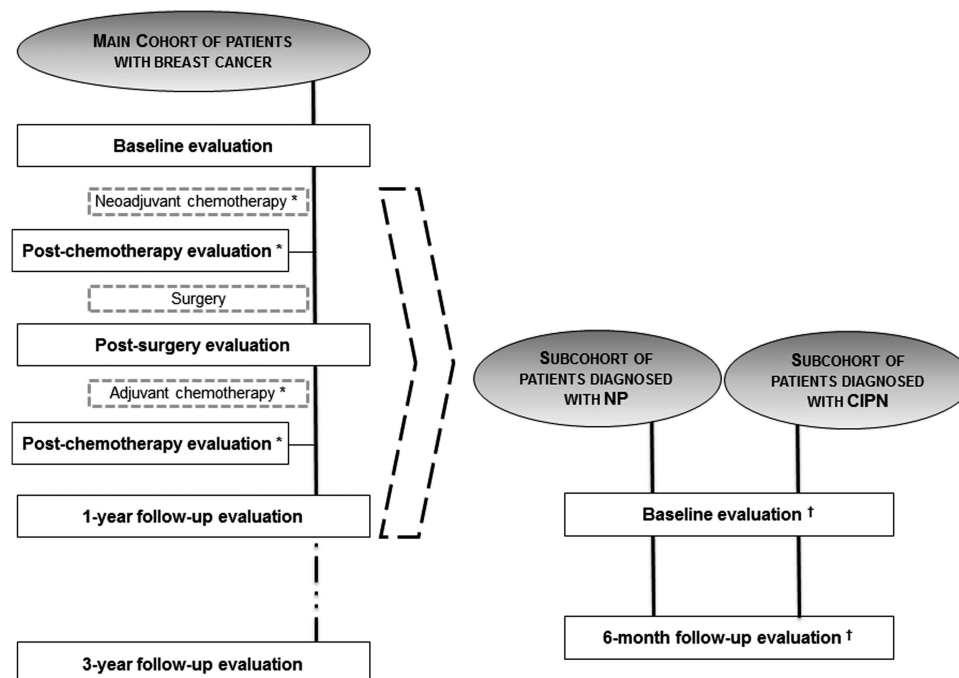 MAIN COHORT OF PATIENTS
WITH BREAST CANCER
Baseline evaluation
Neoadjuvant chemotherapy *
Post-chemotherapy evaluation *
Surgery
Post-surgery evaluation
Adjuvant chemotherapy *
Post-chemotherapy evaluation *
1-year follow-up evaluation
3-year follow-up evaluation
SUBCOHORT OF
PATIENTS DIAGNOSED
WITH NP
SUBCOHORT OF
PATIENTS DIAGNOSED
WITH CIPN
Baseline evaluation †
6-month follow-up evaluation †